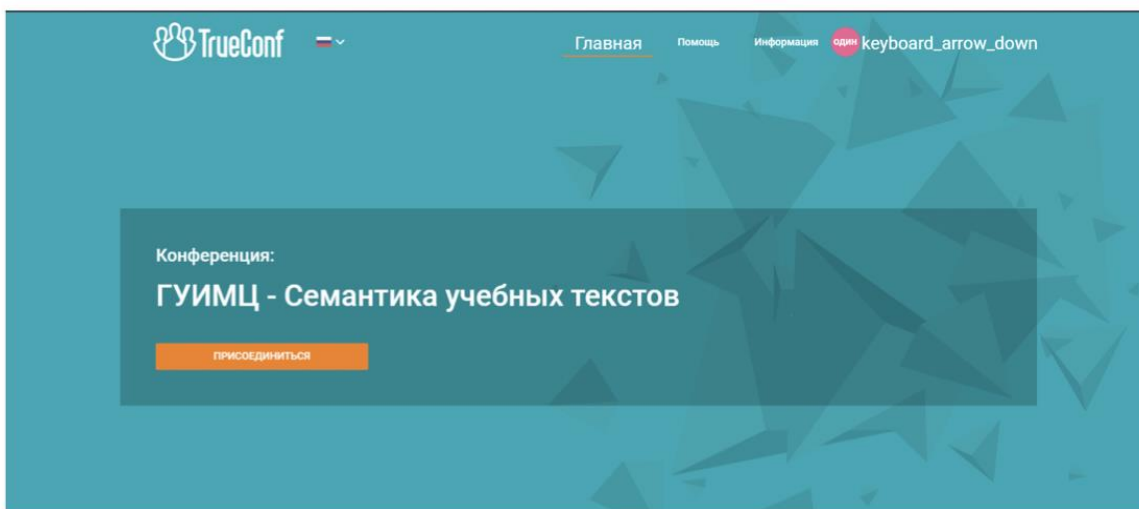 TrueConf
Главная Помощь Информация один keyboard_arrow_down
Конференция:
ГУИМЦ - Семантика учебных текстов
ПРИСОЕДИНИТЬСЯ